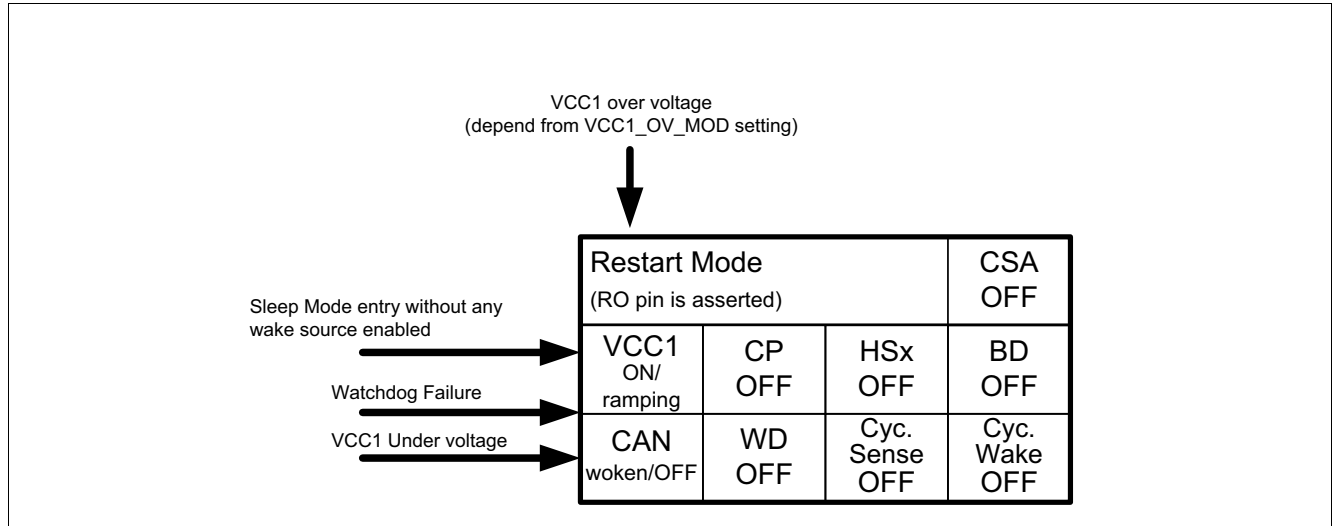 VCC1 over voltage
(depend from VCC1_OV_MOD setting)
Restart Mode
(RO pin is asserted)
CSA
OFF
Sleep Mode entry without any
wake source enabled
Watchdog Failure
VCC1 Under voltage
VCC1
ON/
ramping
CP
OFF
HSx
OFF
BD
OFF
CAN
woken/OFF
WD
OFF
Cyc.
Sense
OFF
Cyc.
Wake
OFF